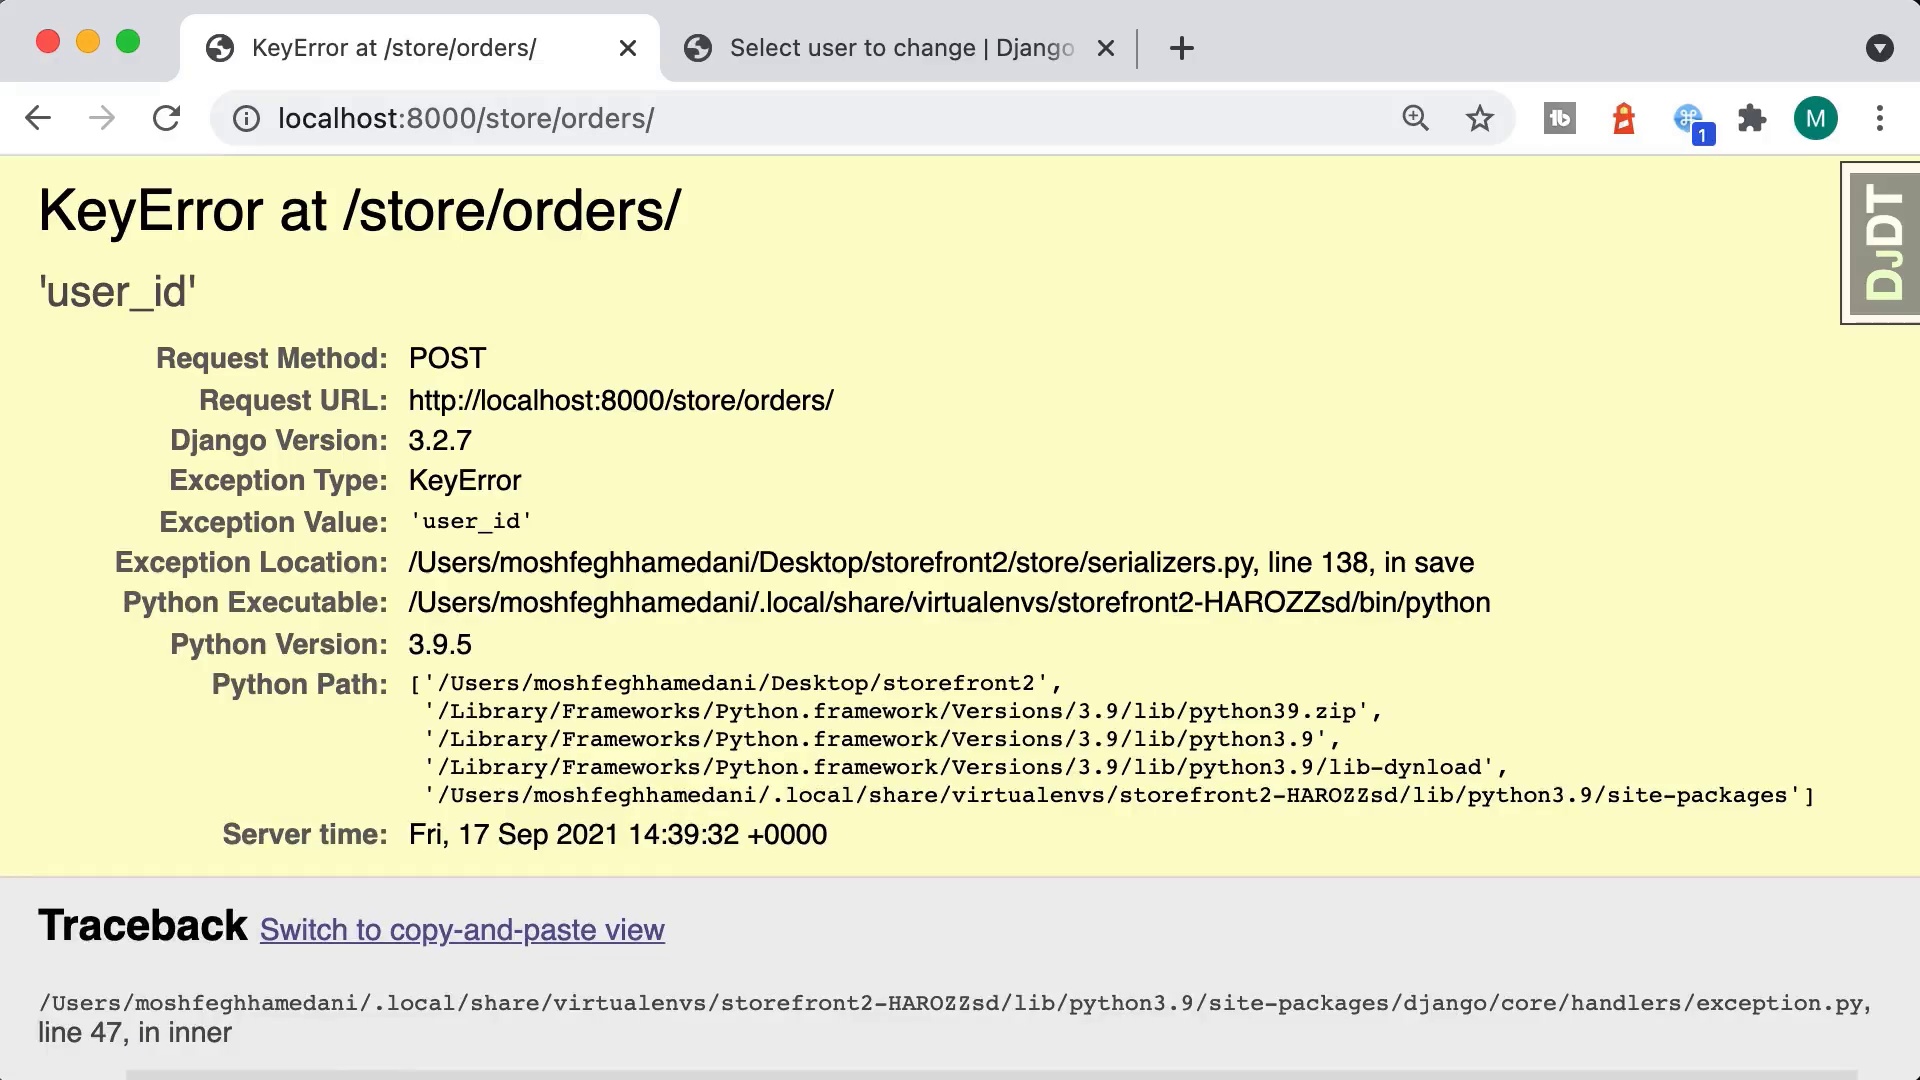 KeyError at /store/orders/
Select user to change | Django
localhost:8000/store/orders/
1
M
KeyError at /store/orders/
DJDT
'user_id'
Request Method: POST
Request URL: http://localhost:8000/store/orders/
Django Version: 3.2.7
Exception Type: KeyError
Exception Value: 'user_id'
Exception Location: /Users/moshfeghhamedani/Desktop/storefront2/store/serializers.py, line 138, in save
Python Executable: /Users/moshfeghhamedani/.local/share/virtualenvs/storefront2-HAROZZsd/bin/python
Python Version: 3.9.5
Python Path: ['/Users/moshfeghhamedani/Desktop/storefront2',
'/Library/Frameworks/Python.framework/Versions/3.9/lib/python39.zip',
'/Library/Frameworks/Python.framework/Versions/3.9/lib/python3.9',
'/Library/Frameworks/Python.framework/Versions/3.9/lib/python3.9/lib-dynload',
'/Users/moshfeghhamedani/.local/share/virtualenvs/storefront2-HAROZZsd/lib/python3.9/site-packages']
Server time: Fri, 17 Sep 2021 14:39:32 +0000
Traceback Switch to copy-and-paste view
/Users/moshfeghhamedani/.local/share/virtualenvs/storefront2-HAROZZsd/lib/python3.9/site-packages/django/core/handlers/exception.py,
line 47, in inner